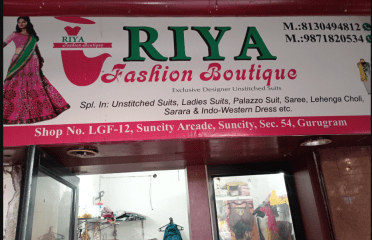 RIYA
Fashion Boutique
RIYA
Fashion Boutique
M.:8130494812
M.:9871820534
Exclusive Designer Unstitched Suits
Spl. In: Unstitched Suits, Ladies Suits, Palazzo Suit, Saree, Lehenga Choli,
Sarara & Indo-Western Dress etc.
Shop No. LGF-12, Suncity Arcade, Suncity, Sec. 54, Gurugram